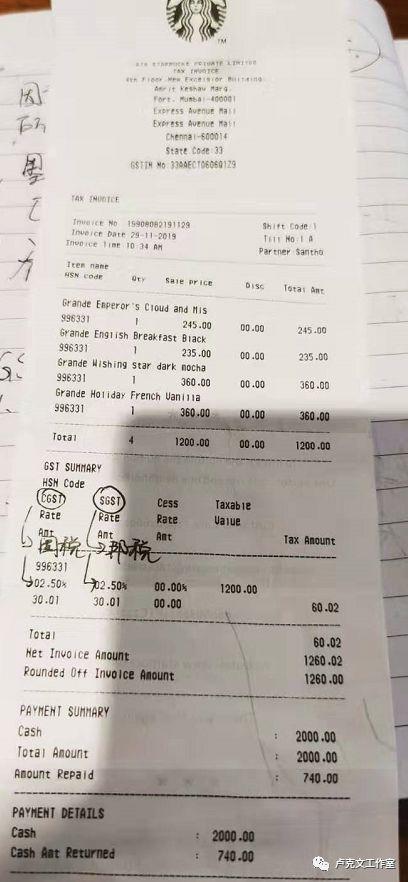 TM
TATA STARBUCKS PRIVATE LIMITED
TAX INVOICE
4th Floor, New Excelsior Building,
Amrit Keshav Marg,
Fort, Mumbai-400001
Express Avenue Mall
Express Avenue Mall
Chennai-600014
State Code:33
GSTIN No:33AAECT0606Q1Z9
TAX INVOICE
Invoice No 19908082191129 Shift Code:1
Invoice Date 29-11-2019 Till No:1 A
Invoice Time 10:34 AM Partner Santho
Item name
HSN code Qty Sale price Disc Total Amt
Grande Emperor's Cloud and Mis
996331 1 245.00 00.00 245.00
Grande English Breakfast Black
996331 1 235.00 00.00 235.00
Grande Wishing star dark mocha
996331 1 360.00 00.00 360.00
Grande Holiday French Vanilla
996331 1 360.00 00.00 360.00
Total 4 1200.00 00.00 1200.00
GST SUMMARY
HSN Code
CGST SGST Cess Taxable
Rate Rate Rate Value
Amt Amt Amt Tax Amount
国税 邦税
996331
02.50% 02.50% 00.00% 1200.00
30.01 30.01 00.00 60.02
Total 60.02
Net Invoice Amount 1260.02
Rounded Off Invoice Amount 1260.00
PAYMENT SUMMARY
Cash : 2000.00
Total Amount : 2000.00
Amount Repaid : 740.00
PAYMENT DETAILS
Cash : 2000.00
Cash Amt Returned : 740.00
卢克文工作室